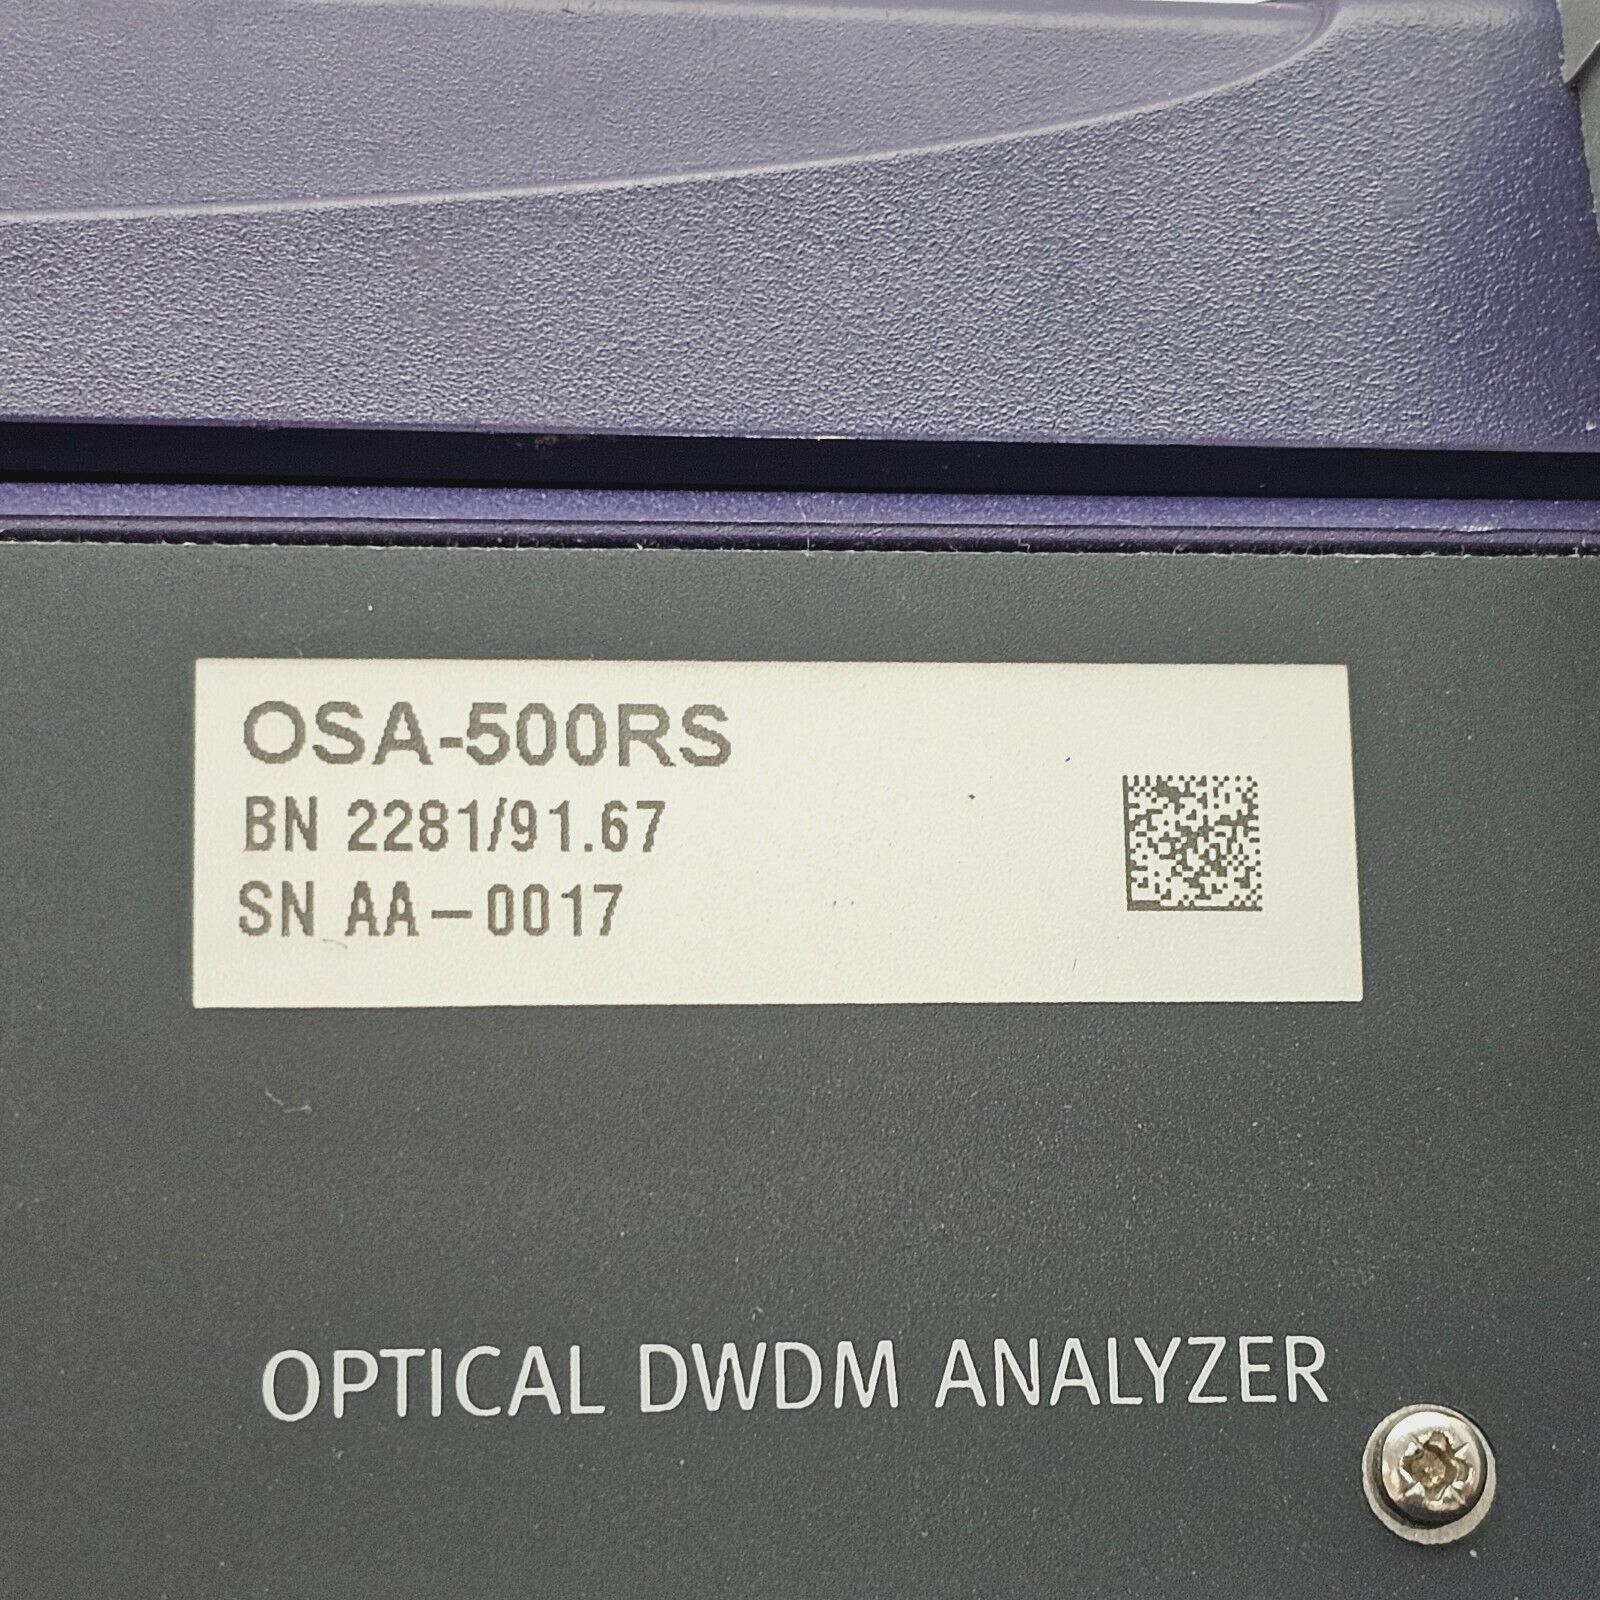 OSA-500RS
BN 2281/91.67
SN AA-0017
OPTICAL DWDM ANALYZER